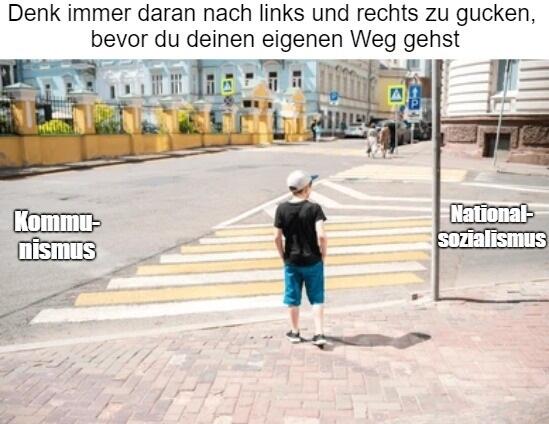 Denk immer daran nach links und rechts zu gucken,
bevor du deinen eigenen Weg gehst
Kommu-
nismus
National-
sozialismus
P